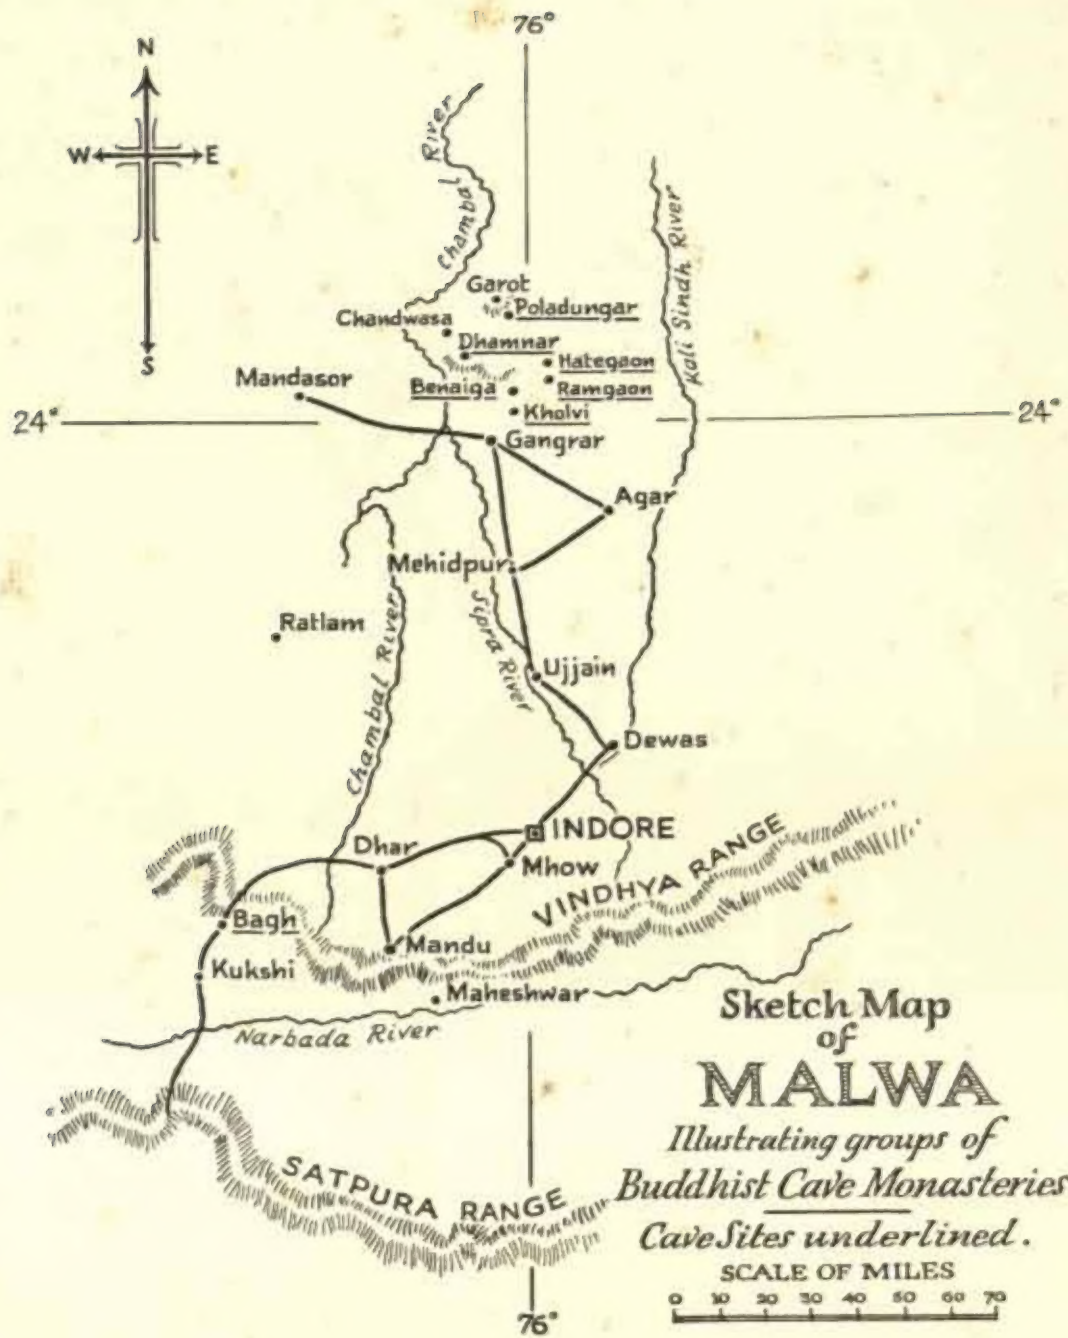 76°
N
W E
S
Chambal River
Kali Sindh River
Garot
Poladungar
Chandwasa
Dhamnar
Hategaon
Mandasor
Benaiga
Ramgaon
Kholvi
24° 24°
Gangrar
Agar
Mehidpur
Sipra River
Chambal River
Ratlam
Ujjain
Dewas
INDORE
Dhar
Mhow
VINDHYA RANGE
Bagh
Mandu
Kukshi
Maheshwar
Narbada River
SATPURA RANGE
Sketch Map
of
MALWA
Illustrating groups of
Buddhist Cave Monasteries
Cave Sites underlined.
SCALE OF MILES
0 10 20 30 40 50 60 70
76°